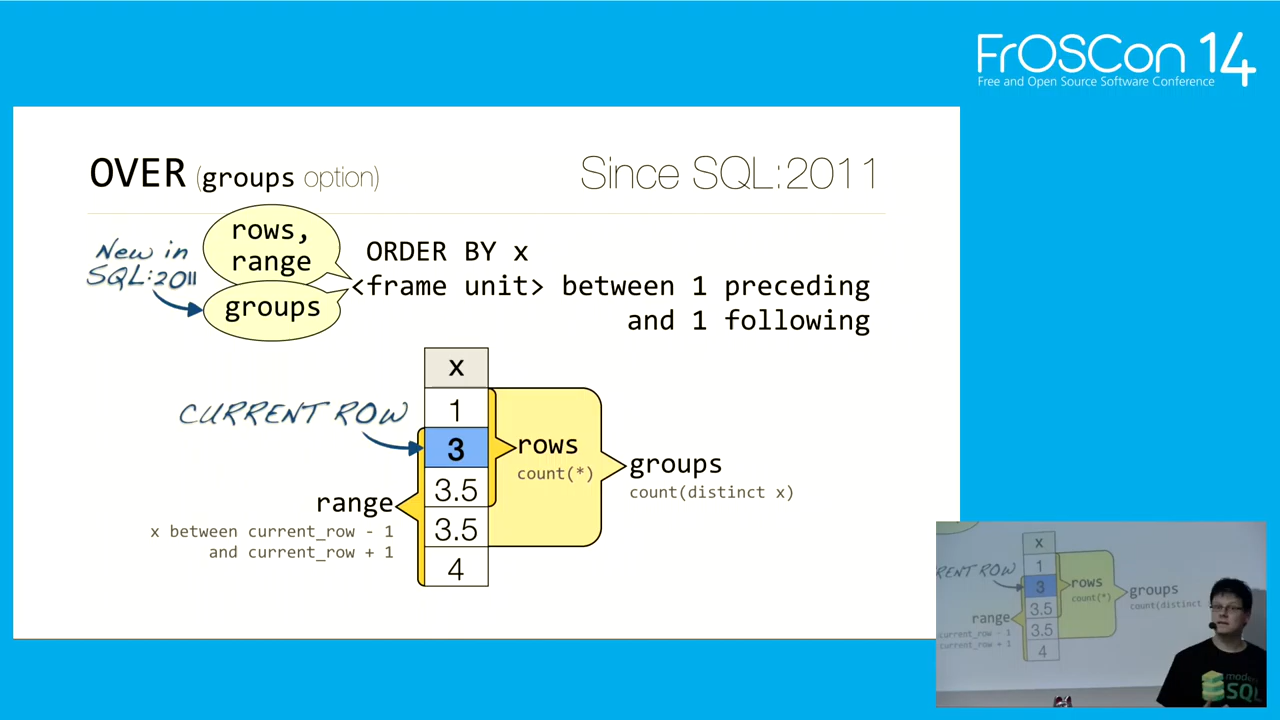 FrOSCon 14
Free and Open Source Software Conference
OVER (groups option)
Since SQL:2011
New in
SQL:2011
rows,
range
groups
ORDER BY x
<frame unit> between 1 preceding
and 1 following
x
CURRENT ROW
1
3
3.5
3.5
4
rows
count(*)
groups
count(distinct x)
range
x between current_row - 1
and current_row + 1
x
RENT ROW
1
3
3.5
3.5
4
rows
count(*)
groups
count(distinct
range
current_row - 1
current_row + 1
mode
SQL